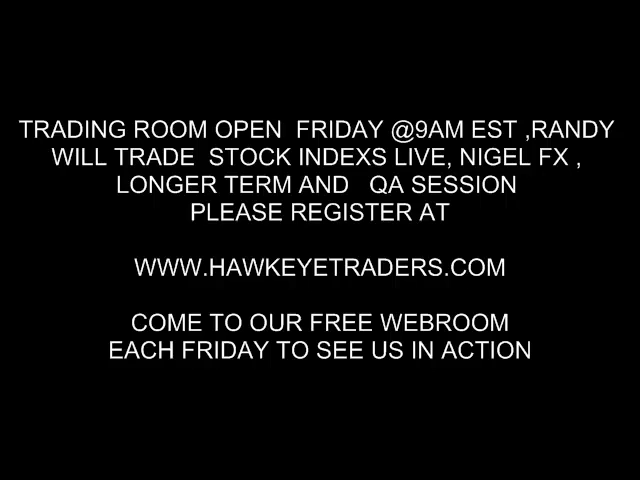 TRADING ROOM OPEN  FRIDAY @9AM EST ,RANDY
WILL TRADE  STOCK INDEXS LIVE, NIGEL FX ,
LONGER TERM AND   QA SESSION
PLEASE REGISTER AT
WWW.HAWKEYETRADERS.COM
COME TO OUR FREE WEBROOM
EACH FRIDAY TO SEE US IN ACTION